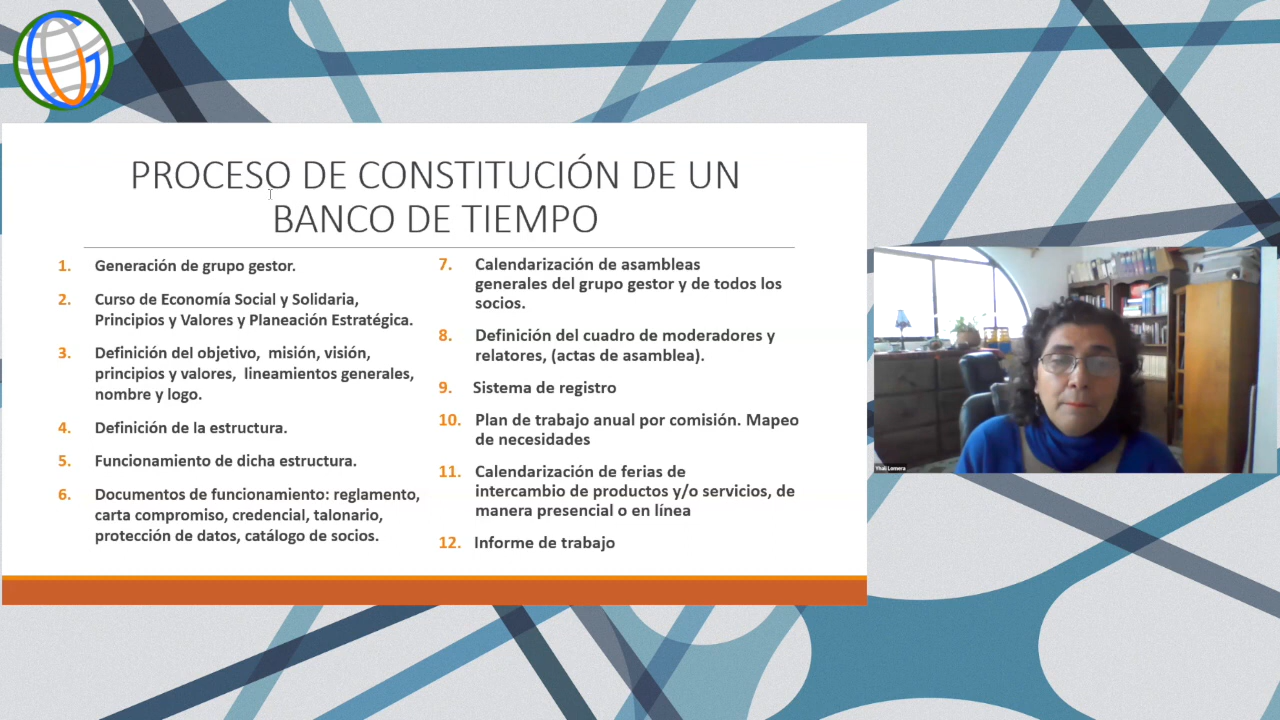 PROCESO DE CONSTITUCIÓN DE UN
BANCO DE TIEMPO
1. Generación de grupo gestor.
2. Curso de Economía Social y Solidaria,
Principios y Valores y Planeación Estratégica.
3. Definición del objetivo, misión, visión,
principios y valores, lineamientos generales,
nombre y logo.
4. Definición de la estructura.
5. Funcionamiento de dicha estructura.
6. Documentos de funcionamiento: reglamento,
carta compromiso, credencial, talonario,
protección de datos, catálogo de socios.
7. Calendarización de asambleas
generales del grupo gestor y de todos los
socios.
8. Definición del cuadro de moderadores y
relatores, (actas de asamblea).
9. Sistema de registro
10. Plan de trabajo anual por comisión. Mapeo
de necesidades
11. Calendarización de ferias de
intercambio de productos y/o servicios, de
manera presencial o en línea
12. Informe de trabajo
Yhali Lomera